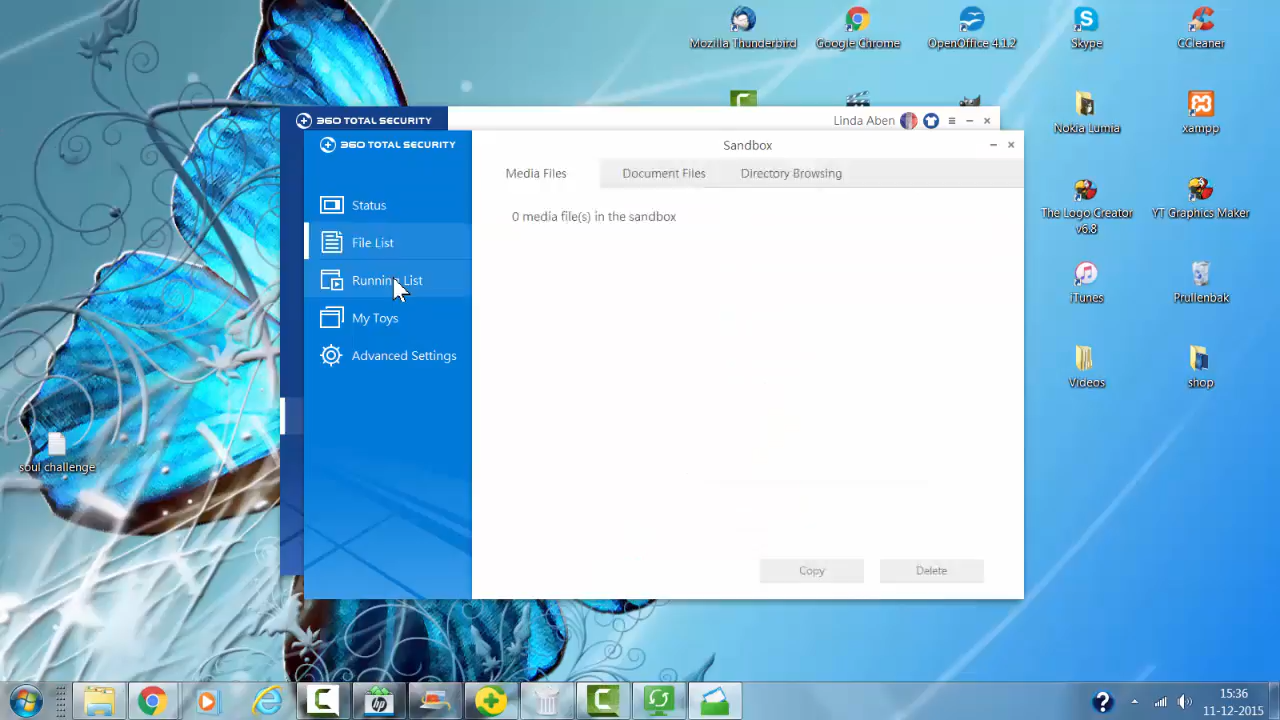 Mozilla Thunderbird
Google Chrome
OpenOffice 4.1.2
Skype
CCleaner
360 TOTAL SECURITY
Linda Aben
360 TOTAL SECURITY
Sandbox
Nokia Lumia
xampp
Media Files
Document Files
Directory Browsing
Status
0 media file(s) in the sandbox
The Logo Creator
v6.8
YT Graphics Maker
File List
Running List
iTunes
Prullenbak
My Toys
Advanced Settings
Videos
shop
soul challenge
Copy
Delete
hp
15:36
11-12-2015